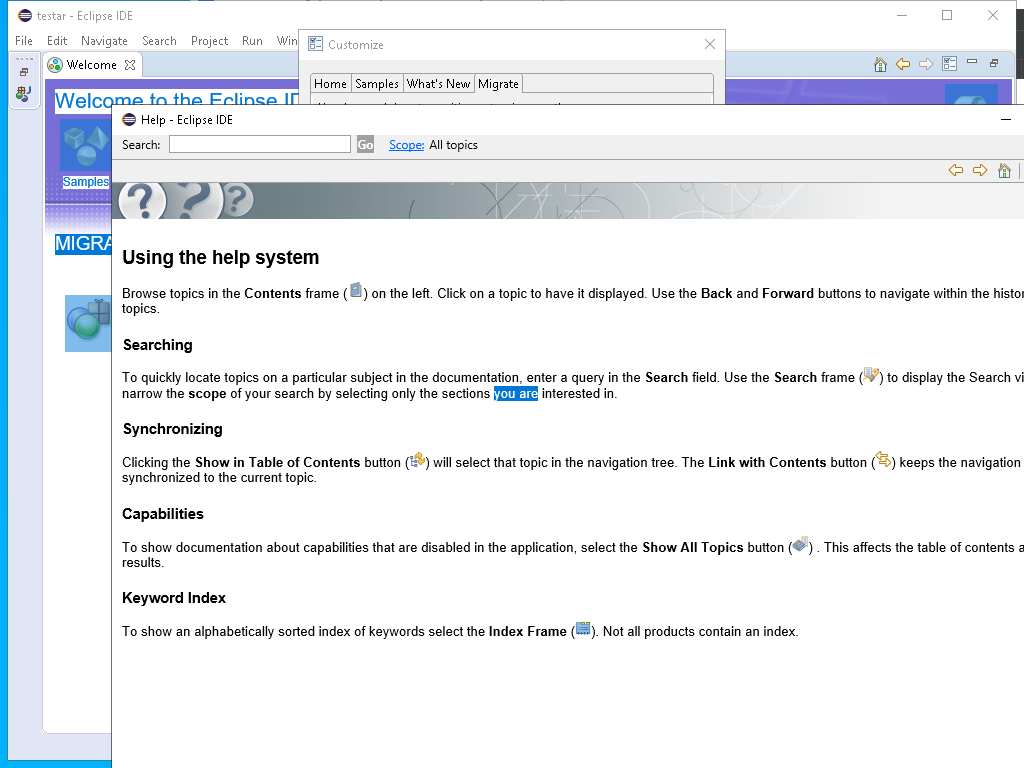 testar - Eclipse IDE
File Edit Navigate Search Project Run Win
Customize
Welcome
Home Samples What's New Migrate
Welcome to the Eclipse ID
Help - Eclipse IDE
Search: Go Scope: All topics
Samples
MIGRA
Using the help system
Browse topics in the Contents frame ( ) on the left. Click on a topic to have it displayed. Use the Back and Forward buttons to navigate within the histor
topics.
Searching
To quickly locate topics on a particular subject in the documentation, enter a query in the Search field. Use the Search frame ( ) to display the Search vi
narrow the scope of your search by selecting only the sections you are interested in.
Synchronizing
Clicking the Show in Table of Contents button ( ) will select that topic in the navigation tree. The Link with Contents button ( ) keeps the navigation
synchronized to the current topic.
Capabilities
To show documentation about capabilities that are disabled in the application, select the Show All Topics button ( ) . This affects the table of contents a
results.
Keyword Index
To show an alphabetically sorted index of keywords select the Index Frame ( ). Not all products contain an index.